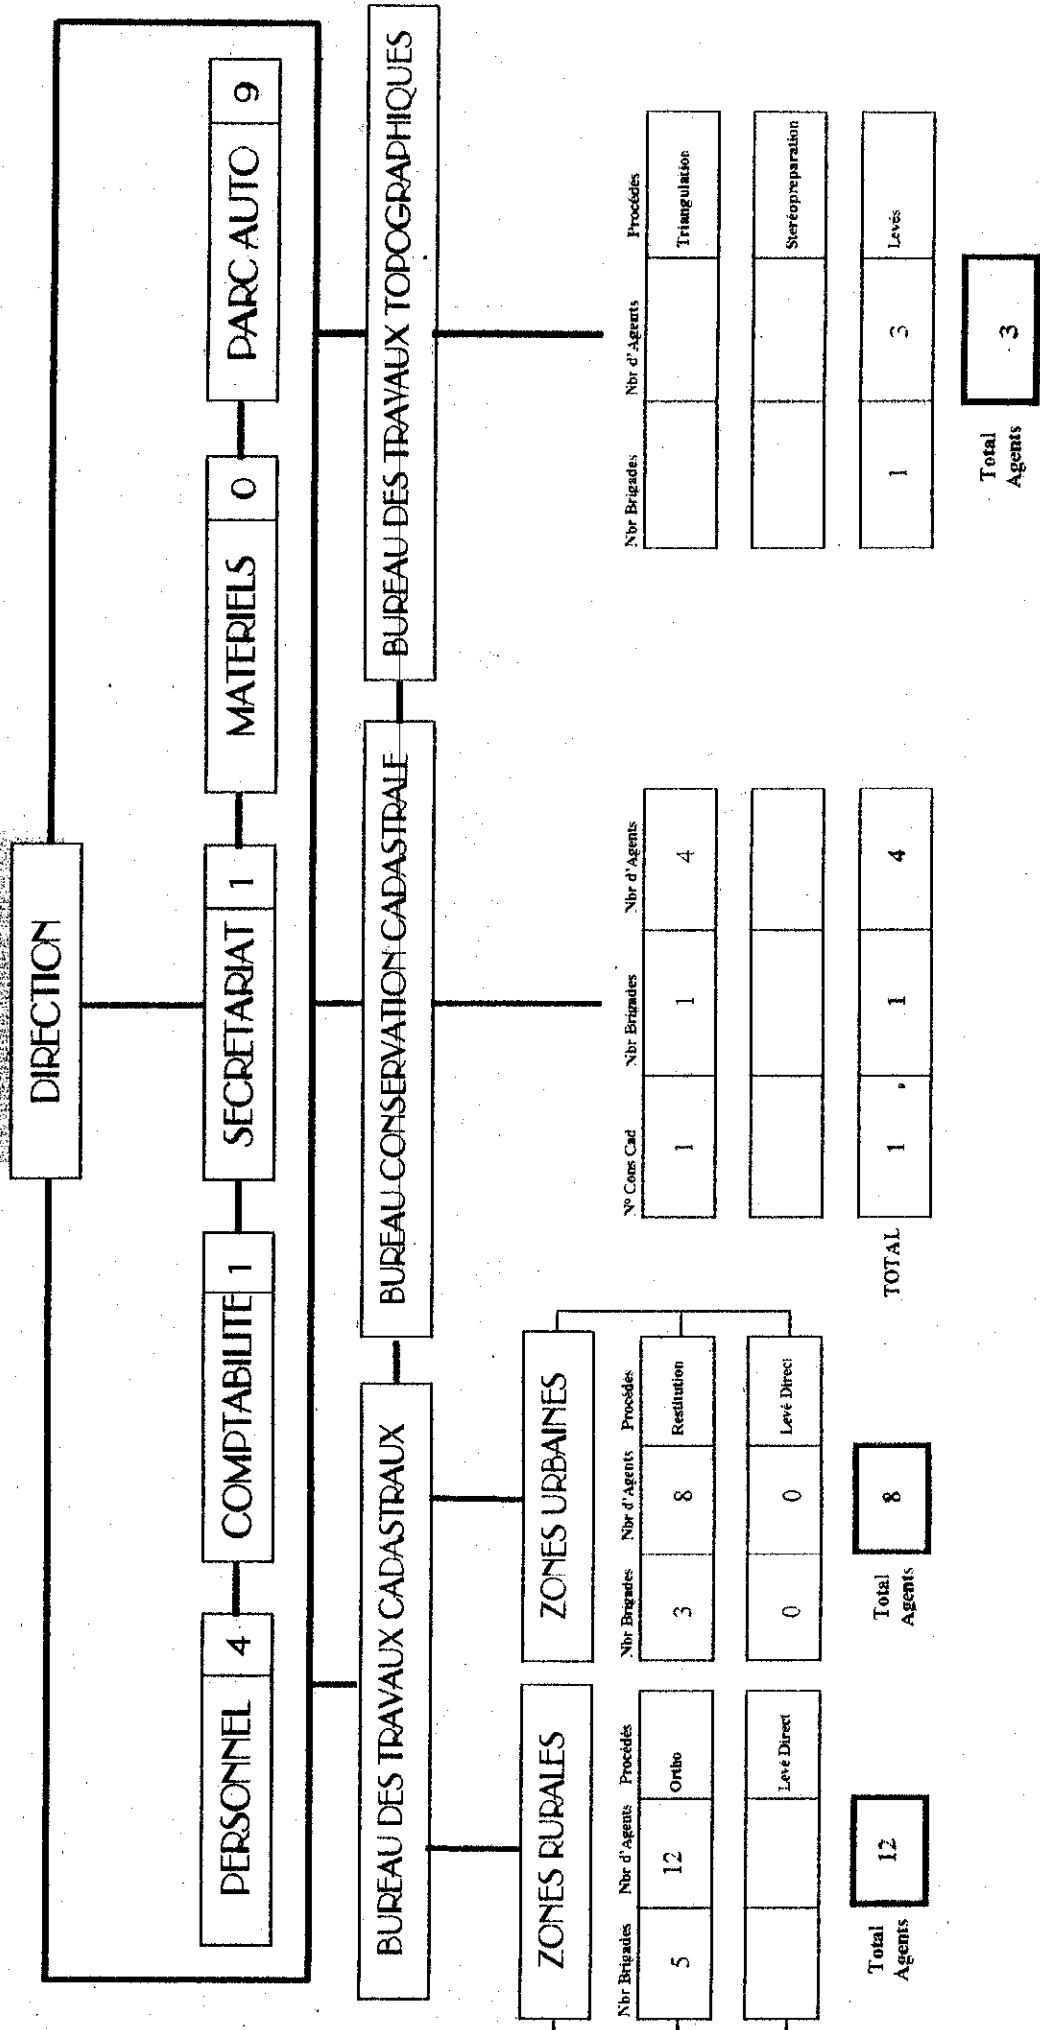 DIRECTION
PERSONNEL 4
COMPTABILITE 1
SECRETARIAT 1
MATERIELS 0
PARC AUTO 9
BUREAU DES TRAVAUX CADASTRAUX
BUREAU CONSERVATION CADASTRALE
BUREAU DES TRAVAUX TOPOGRAPHIQUES
ZONES RURALES
Nbr Brigades Nbr d'Agents Procédés
5 12 Ortho
Levé Direct
Total
Agents
12
ZONES URBAINES
Nbr Brigades Nbr d'Agents Procédes
3 8 Restitution
0 0 Levé Direct
Total
Agents
8
N° Cons Cad Nbr Brigades Nbr d'Agents
1 1 4
TOTAL 1 1 4
Nbr Brigades Nbr d'Agents Procédés
Triangulation
Steréopreparation
1 3 Levés
Total
Agents
3